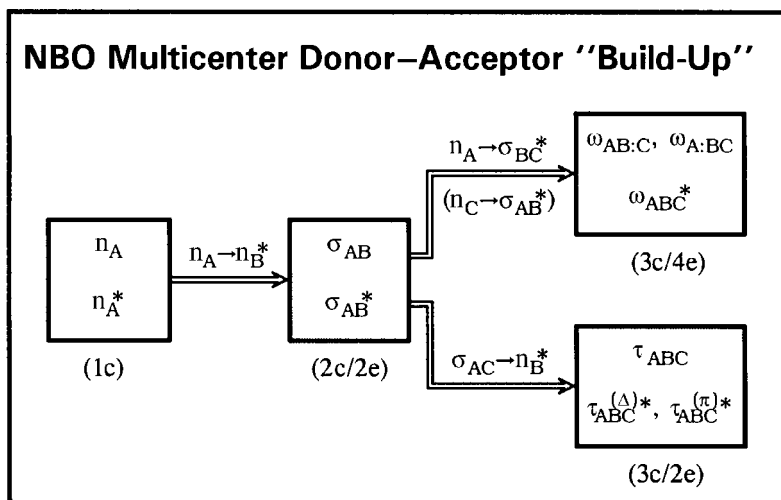 NBO Multicenter Donor–Acceptor "Build-Up"
n_A→σ_BC*
(n_C→σ_AB*)
ω_AB:C, ω_A:BC
ω_ABC*
(3c/4e)
n_A
n_A*
(1c)
n_A→n_B*
σ_AB
σ_AB*
(2c/2e)
σ_AC→n_B*
τ_ABC
τ_ABC^(Δ)*, τ_ABC^(π)*
(3c/2e)